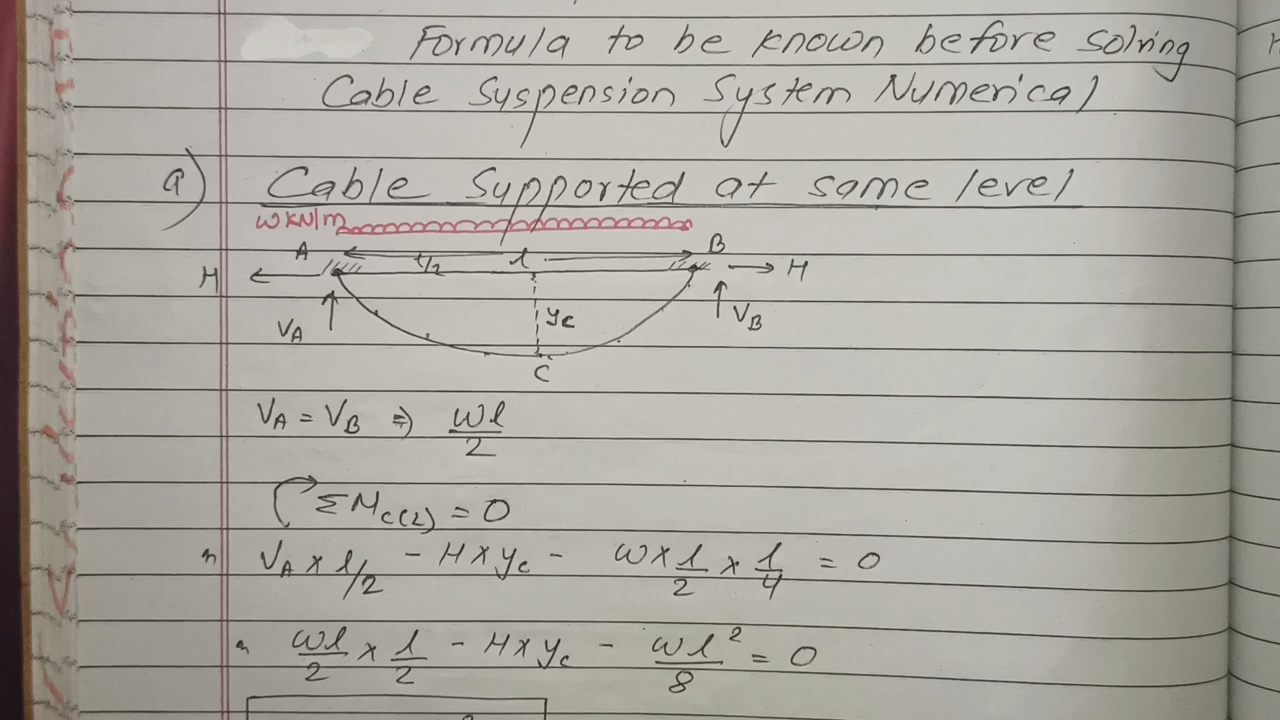 Formula to be known before solving
Cable Suspension System Numerical
a) Cable Supported at same level
w kN/m
A l/2 l B
H H
VA yc VB
C
VA = VB ⇒ wl/2
ΣMc(L) = 0
VA × l/2 - H × yc - w × l/2 × l/4 = 0
wl/2 × l/2 - H × yc - wl²/8 = 0